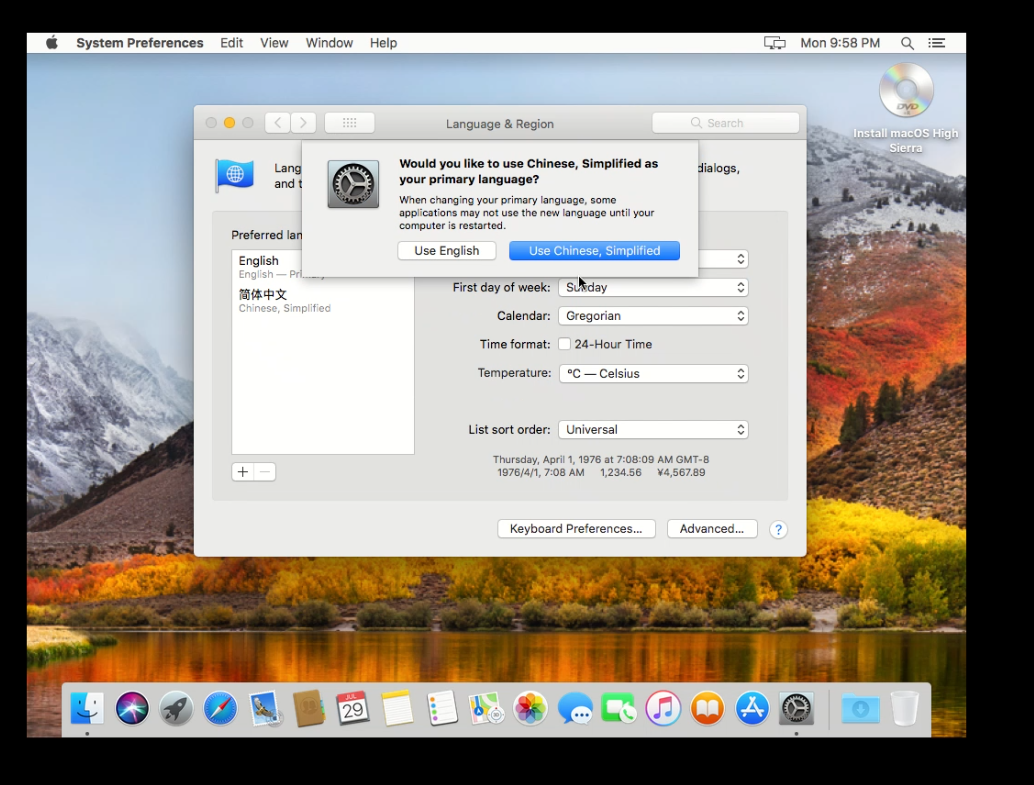 System Preferences Edit View Window Help Mon 9:58 PM
DVD
Install macOS High
Sierra
Language & Region
Search
Lang
and t
dialogs,
Would you like to use Chinese, Simplified as
your primary language?
When changing your primary language, some
applications may not use the new language until your
computer is restarted.
Use English Use Chinese, Simplified
Preferred lan
English
English — Primary
简体中文
Chinese, Simplified
First day of week: Sunday
Calendar: Gregorian
Time format: 24-Hour Time
Temperature: °C — Celsius
List sort order: Universal
Thursday, April 1, 1976 at 7:08:09 AM GMT-8
1976/4/1, 7:08 AM 1,234.56 ¥4,567.89
+ −
Keyboard Preferences... Advanced... ?
JUL
29